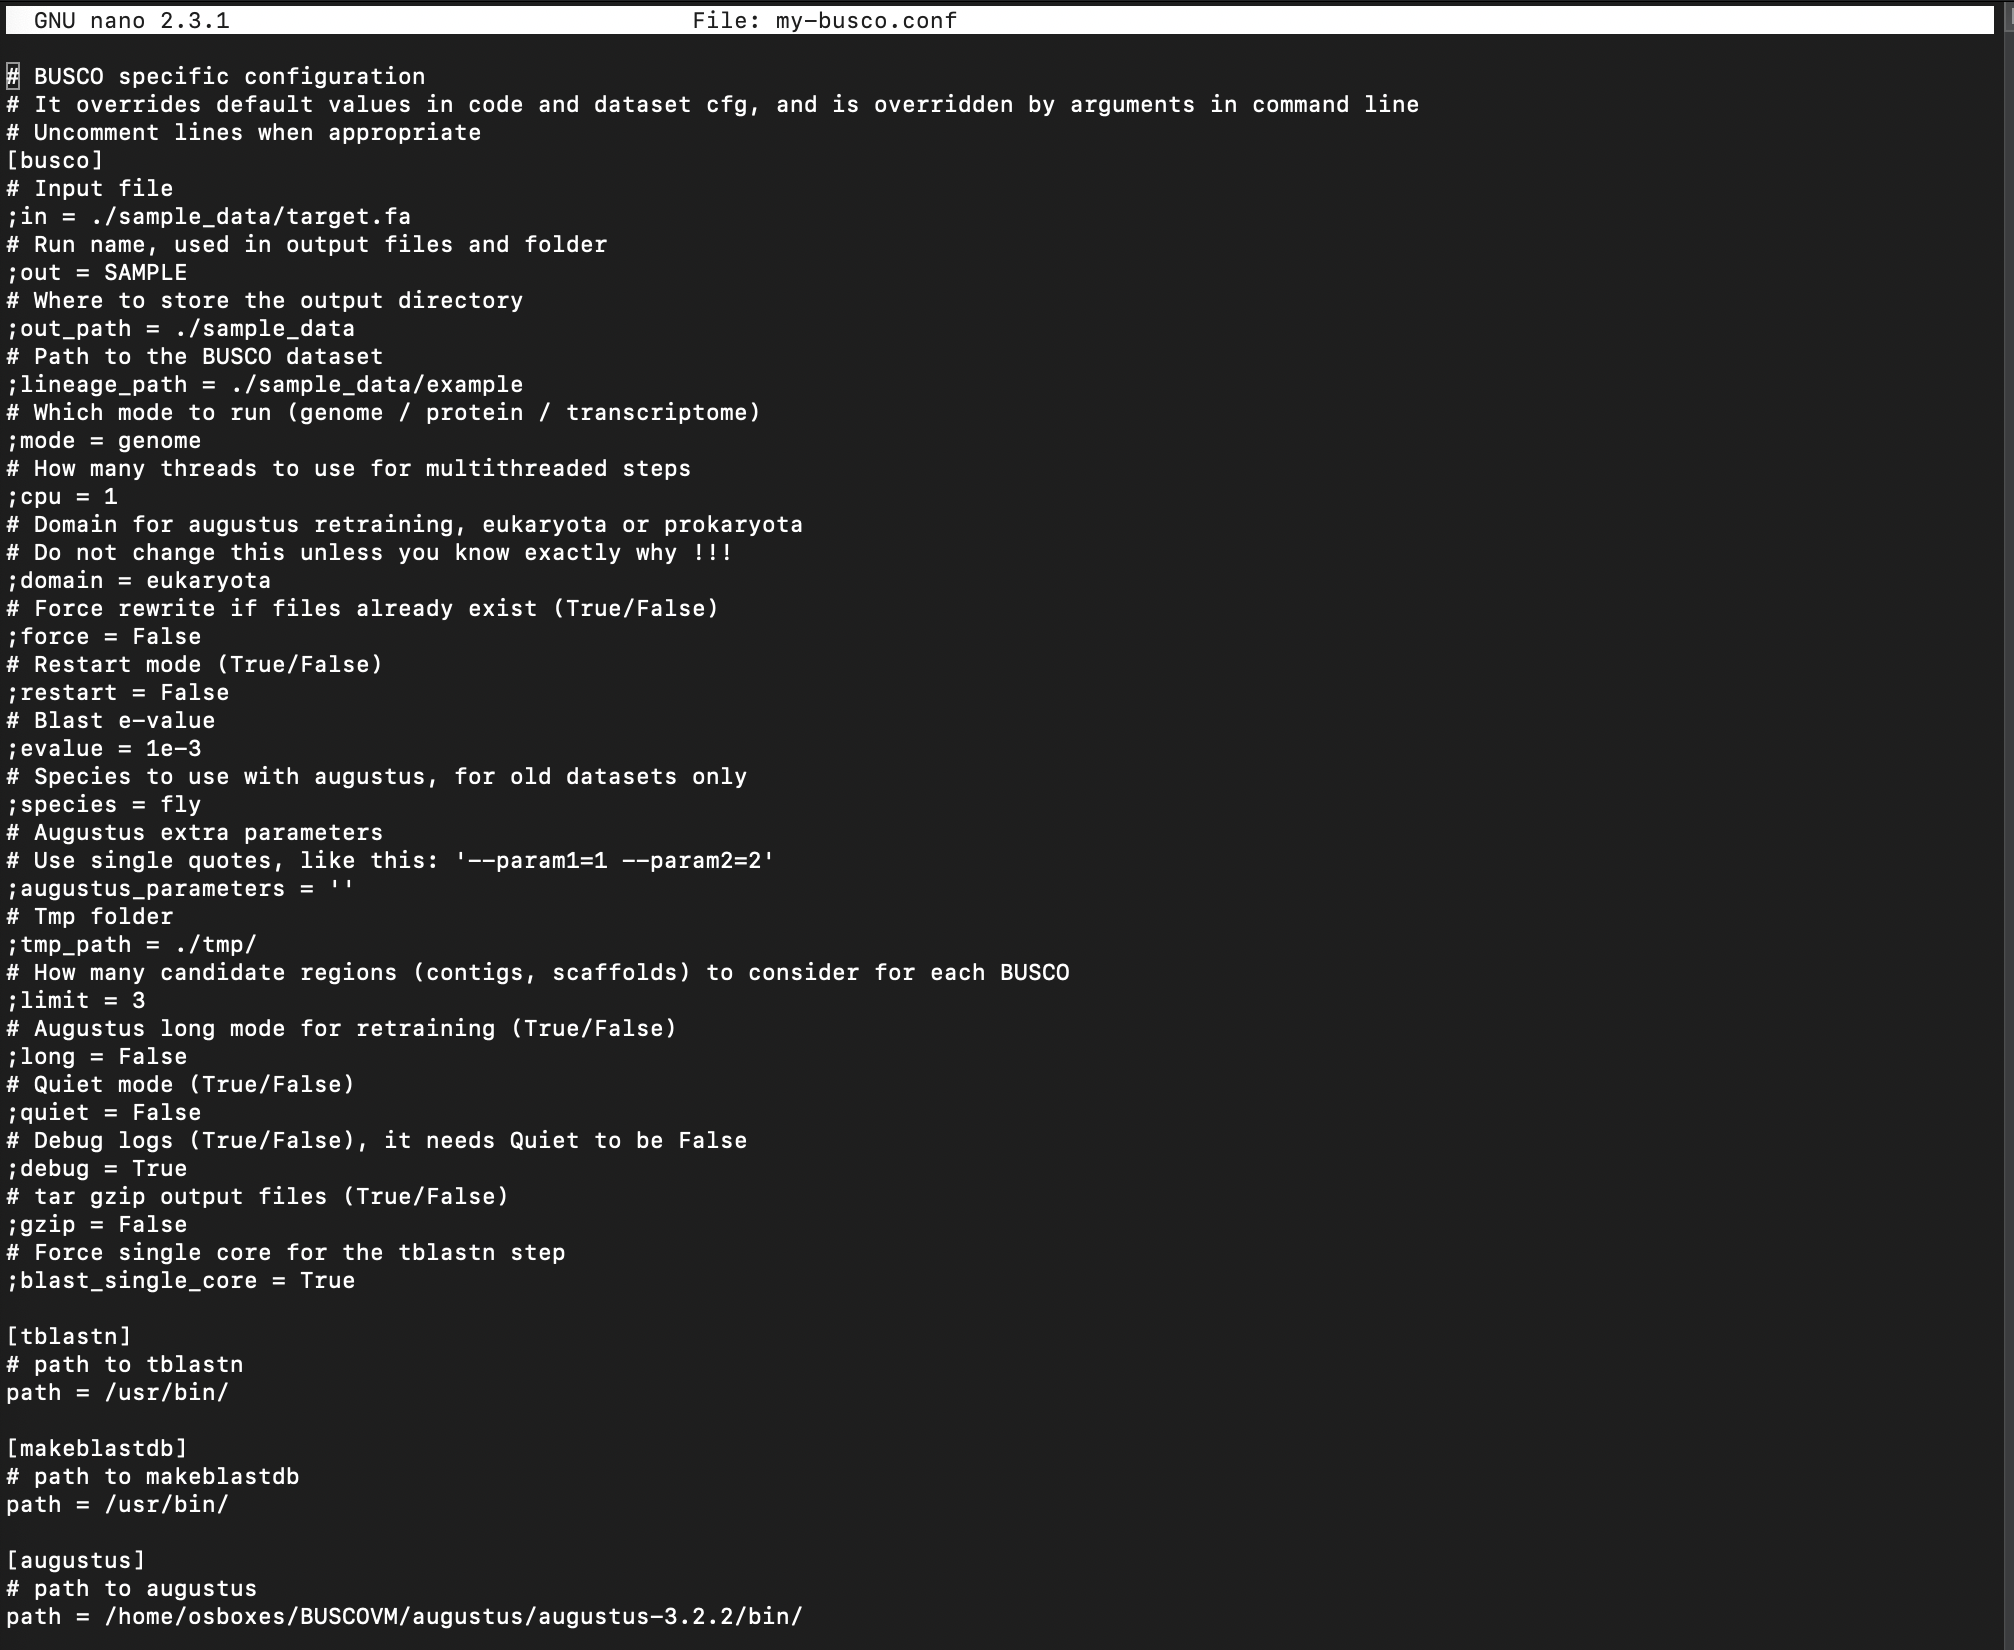 GNU nano 2.3.1 File: my-busco.conf
# BUSCO specific configuration
# It overrides default values in code and dataset cfg, and is overridden by arguments in command line
# Uncomment lines when appropriate
[busco]
# Input file
;in = ./sample_data/target.fa
# Run name, used in output files and folder
;out = SAMPLE
# Where to store the output directory
;out_path = ./sample_data
# Path to the BUSCO dataset
;lineage_path = ./sample_data/example
# Which mode to run (genome / protein / transcriptome)
;mode = genome
# How many threads to use for multithreaded steps
;cpu = 1
# Domain for augustus retraining, eukaryota or prokaryota
# Do not change this unless you know exactly why !!!
;domain = eukaryota
# Force rewrite if files already exist (True/False)
;force = False
# Restart mode (True/False)
;restart = False
# Blast e-value
;evalue = 1e-3
# Species to use with augustus, for old datasets only
;species = fly
# Augustus extra parameters
# Use single quotes, like this: '--param1=1 --param2=2'
;augustus_parameters = ''
# Tmp folder
;tmp_path = ./tmp/
# How many candidate regions (contigs, scaffolds) to consider for each BUSCO
;limit = 3
# Augustus long mode for retraining (True/False)
;long = False
# Quiet mode (True/False)
;quiet = False
# Debug logs (True/False), it needs Quiet to be False
;debug = True
# tar gzip output files (True/False)
;gzip = False
# Force single core for the tblastn step
;blast_single_core = True
[tblastn]
# path to tblastn
path = /usr/bin/
[makeblastdb]
# path to makeblastdb
path = /usr/bin/
[augustus]
# path to augustus
path = /home/osboxes/BUSCOVM/augustus/augustus-3.2.2/bin/